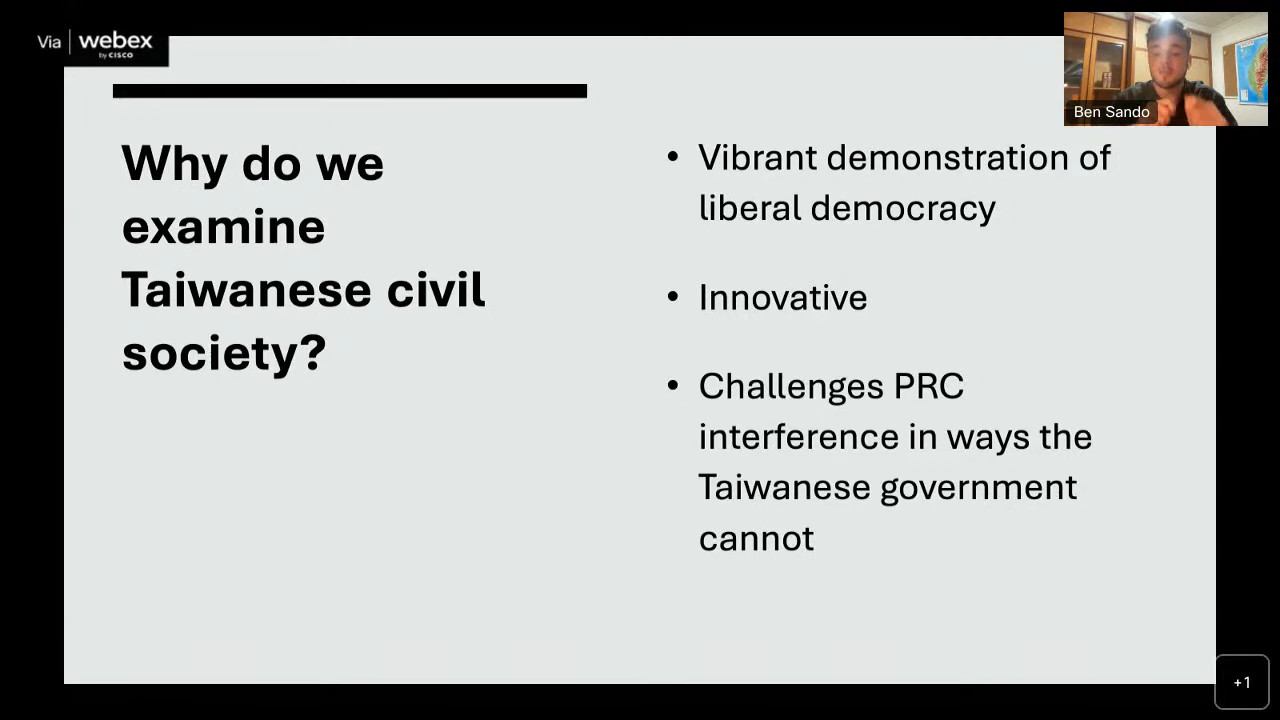 Via | webex
by CISCO
Ben Sando
Why do we
examine
Taiwanese civil
society?
• Vibrant demonstration of
liberal democracy
• Innovative
• Challenges PRC
interference in ways the
Taiwanese government
cannot
+1